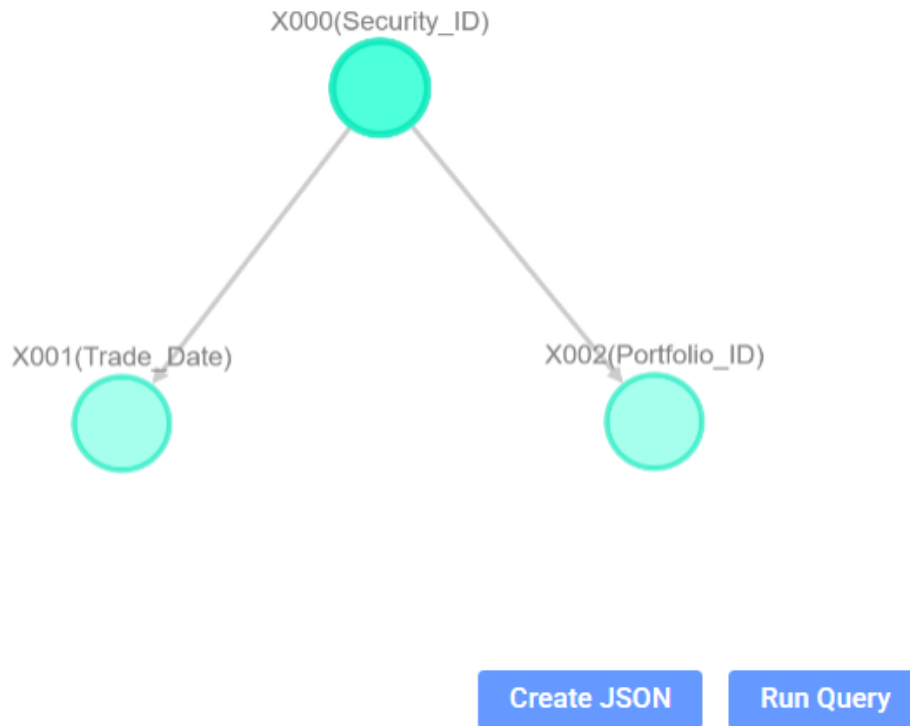 X000(Security_ID)
X001(Trade_Date)
X002(Portfolio_ID)
Create JSON
Run Query